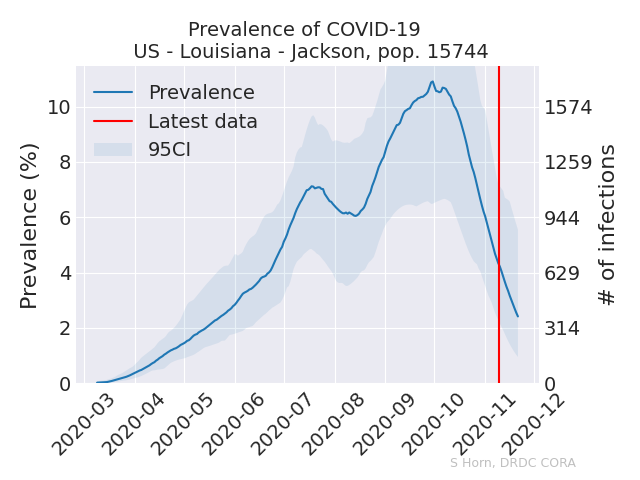 Prevalence of COVID-19
US - Louisiana - Jackson, pop. 15744
Prevalence
Latest data
95CI
Prevalence (%)
10
8
6
4
2
0
1574
1259
944
629
314
0
# of infections
2020-03
2020-04
2020-05
2020-06
2020-07
2020-08
2020-09
2020-10
2020-11
2020-12
S Horn, DRDC CORA